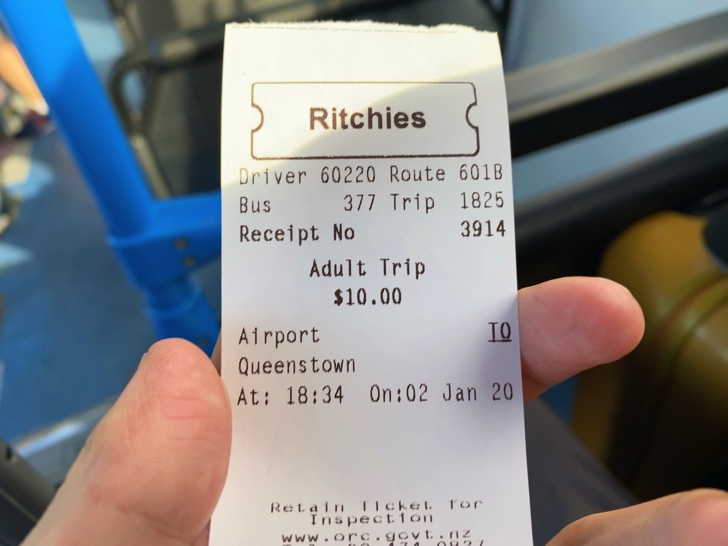 Ritchies
Driver 60220 Route 601B
Bus 377 Trip 1825
Receipt No 3914
Adult Trip
$10.00
Airport TO
Queenstown
At: 18:34 On:02 Jan 20
Retain Ticket for
Inspection
www.orc.govt.nz